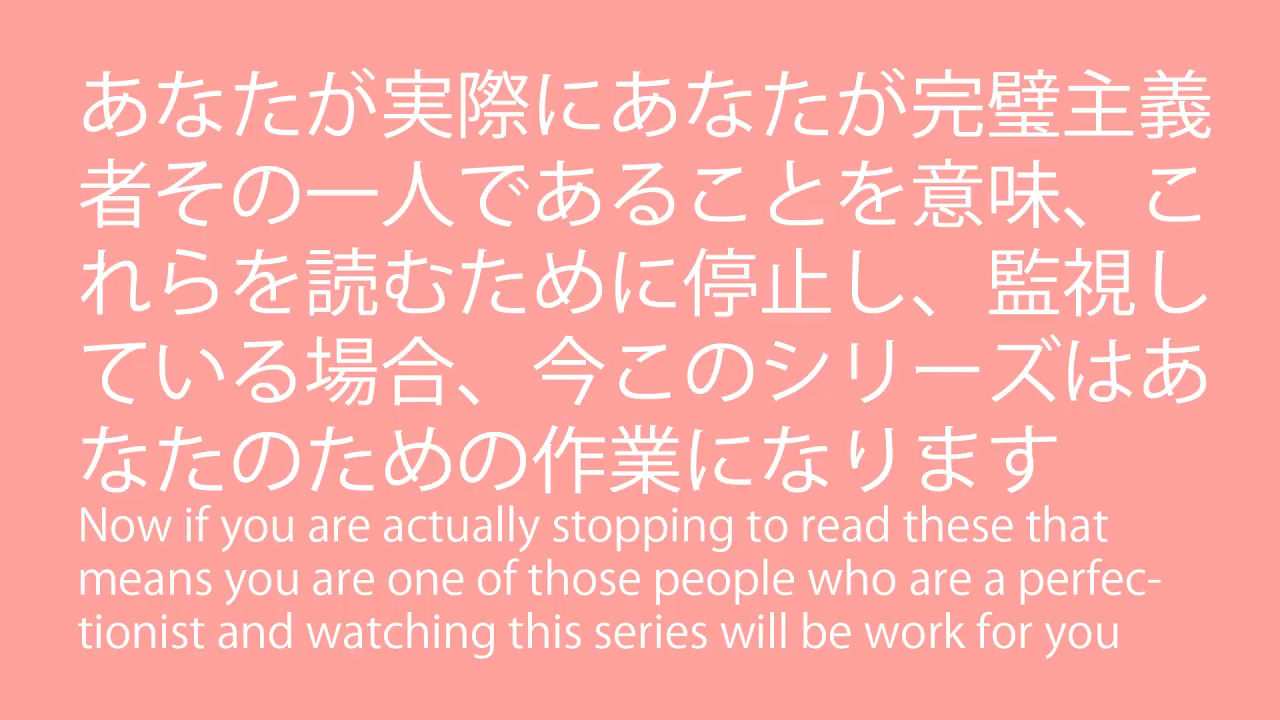 あなたが実際にあなたが完璧主義
者その一人であることを意味、こ
れらを読むために停止し、監視し
ている場合、今このシリーズはあ
なたのための作業になります
Now if you are actually stopping to read these that
means you are one of those people who are a perfec-
tionist and watching this series will be work for you